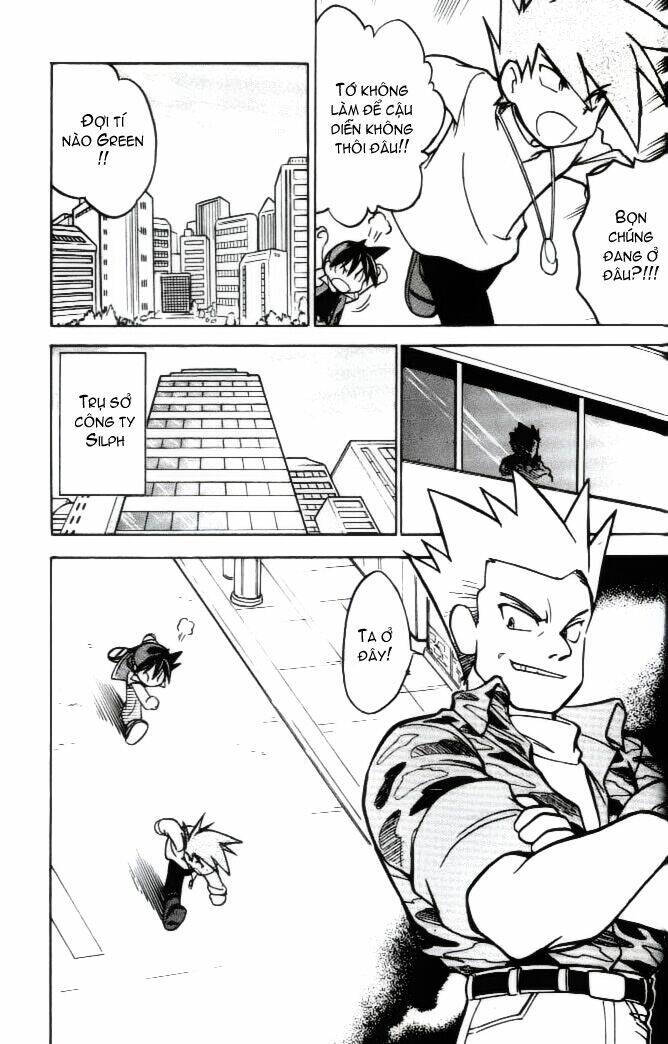 Đợi tí
nào Green
!!
Tớ không
làm để cậu
diễn không
thôi đâu!!
Bọn
chúng
đang ở
đâu?!!!
Trụ sở
công ty
Silph
Ta ở
đây!